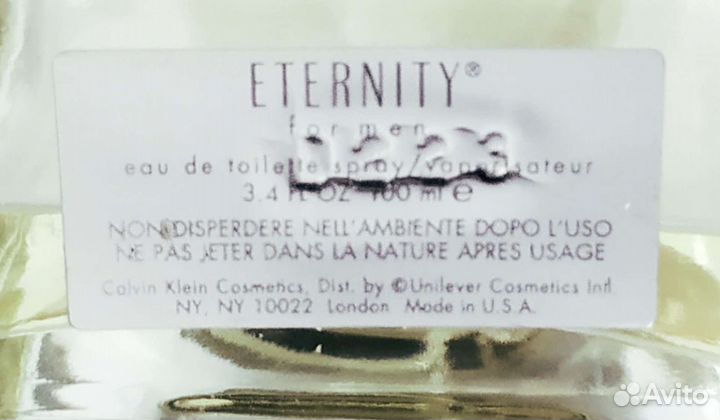 ETERNITY®
for men
eau de toilette spray/vaporisateur
3.4 fl OZ 100 ml e
NON DISPERDERE NELL'AMBIENTE DOPO L'USO
NE PAS JETER DANS LA NATURE APRES USAGE
Calvin Klein Cosmetics, Dist. by ©Unilever Cosmetics Intl
NY, NY 10022 London Made in U.S.A.
Avito